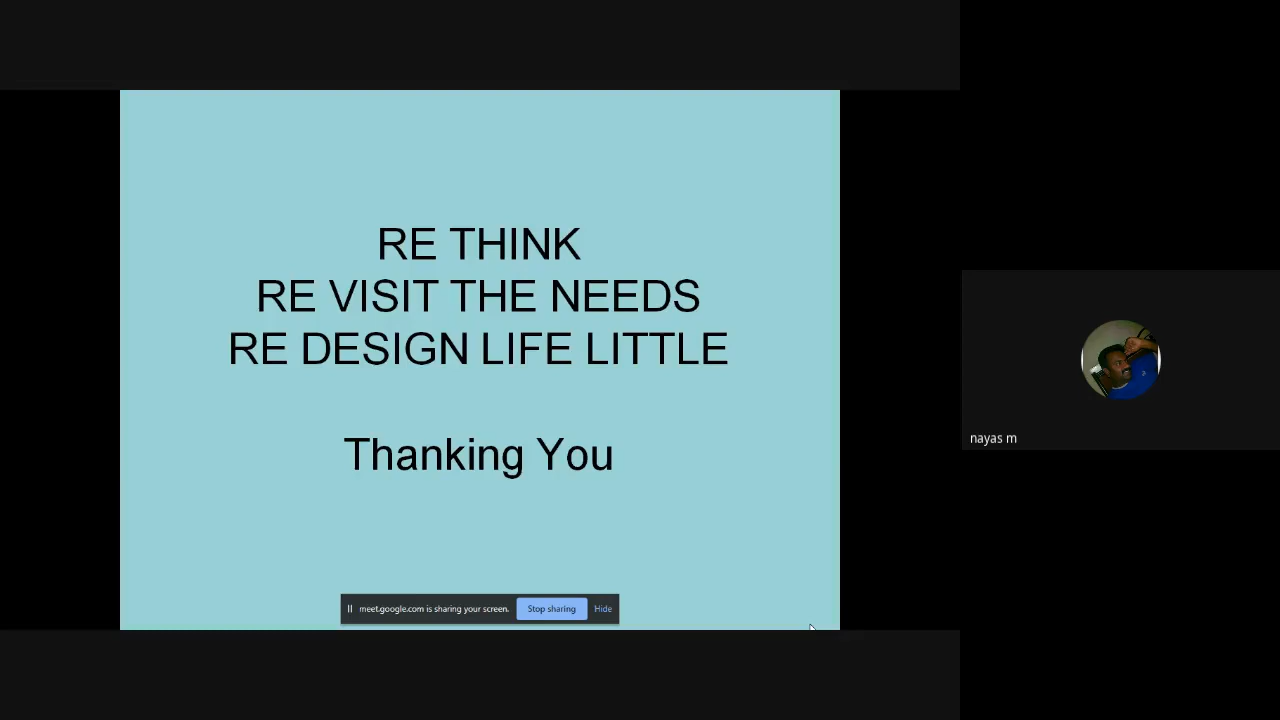 RE THINK
RE VISIT THE NEEDS
RE DESIGN LIFE LITTLE
Thanking You
meet.google.com is sharing your screen. Stop sharing Hide
nayas m